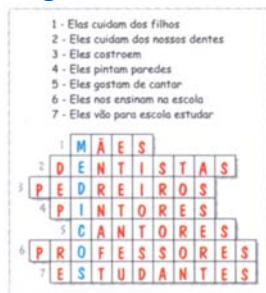 1 - Elas cuidam dos filhos
2 - Eles cuidam dos nossos dentes
3 - Eles costroem
4 - Eles pintam paredes
5 - Eles gostam de cantar
6 - Eles nos ensinam na escola
7 - Eles vão para escola estudar
1 MÃES
2 DENTISTAS
3 PEDREIROS
4 PINTORES
5 CANTORES
6 PROFESSORES
7 ESTUDANTES